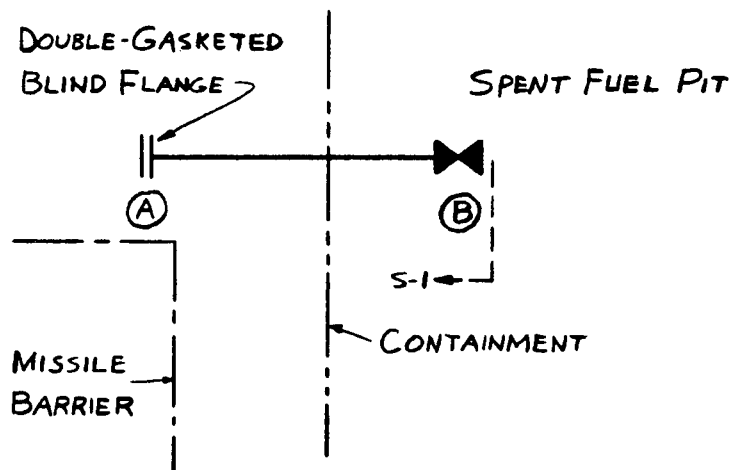 DOUBLE-GASKETED
BLIND FLANGE
SPENT FUEL PIT
A
B
S-1
CONTAINMENT
MISSILE
BARRIER